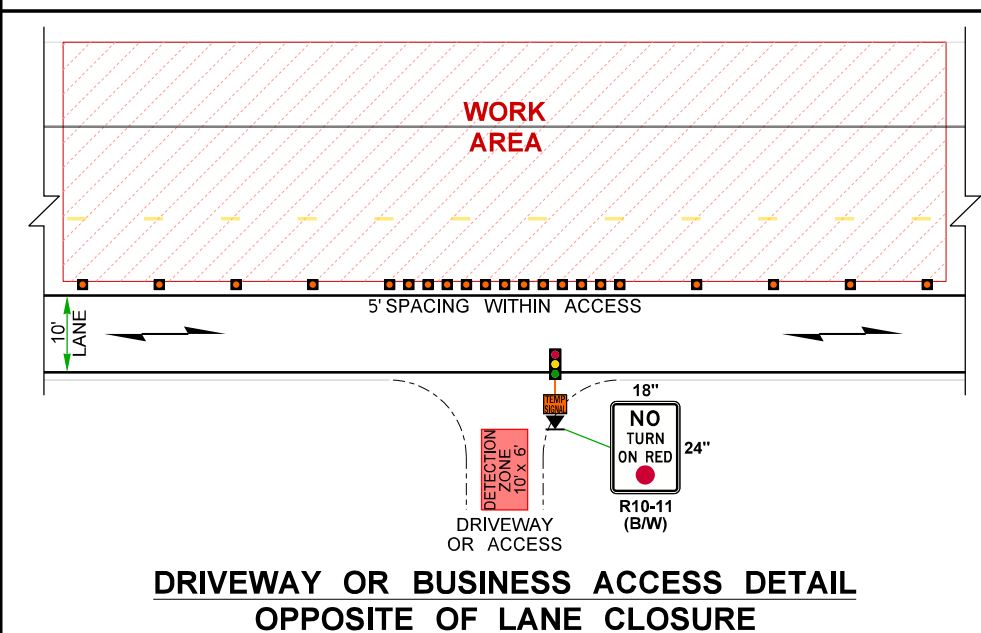 WORK
AREA
5' SPACING WITHIN ACCESS
10'
LANE
TEMP
SIGNAL
18"
NO
TURN
ON RED
24"
R10-11
(B/W)
DETECTION
ZONE
10' x 6'
DRIVEWAY
OR ACCESS
DRIVEWAY OR BUSINESS ACCESS DETAIL
OPPOSITE OF LANE CLOSURE